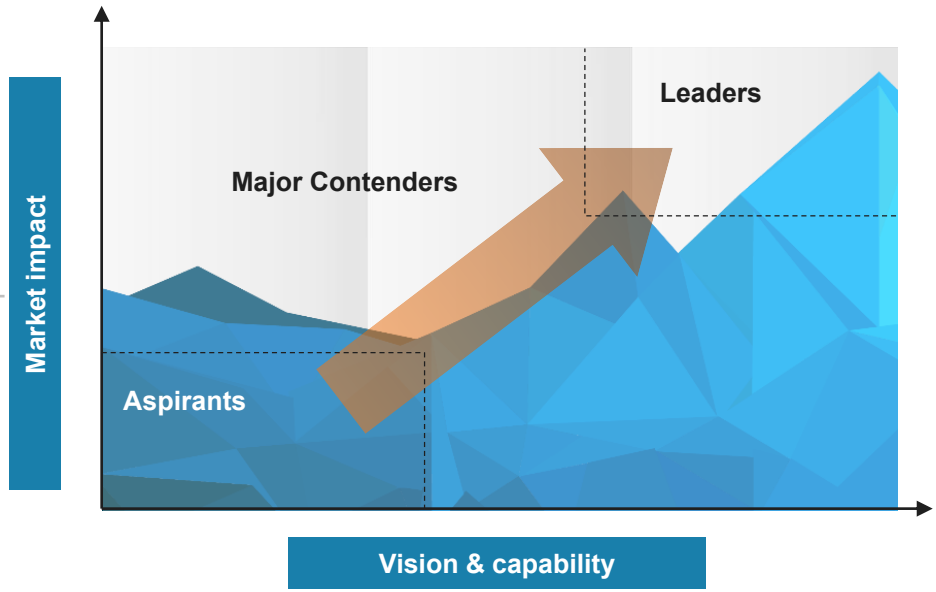 Leaders
Major Contenders
Market impact
Aspirants
Vision & capability